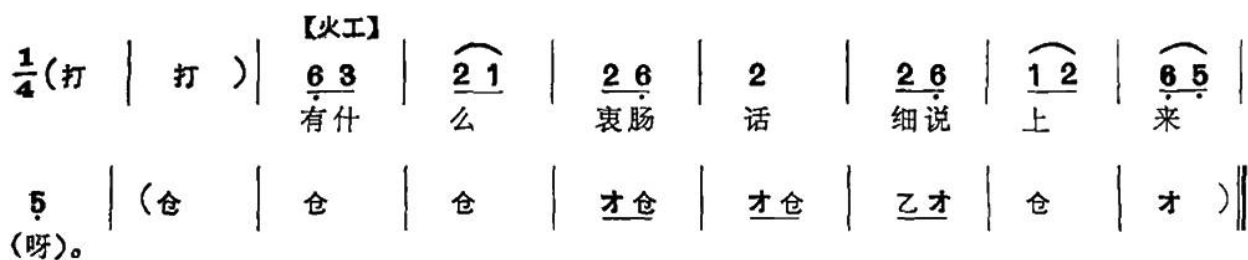 【火工】
1/4 (打 | 打 )| 6̣ 3 | 2 1 | 2 6̣ | 2 | 2 6̣ | 1 2 | 6̣ 5̣ |
有什 么 衷肠 话 细说 上 来
5̣ | (仓 | 仓 | 仓 | 才仓 | 才仓 | 乙才 | 仓 | 才 )‖
(呀)。